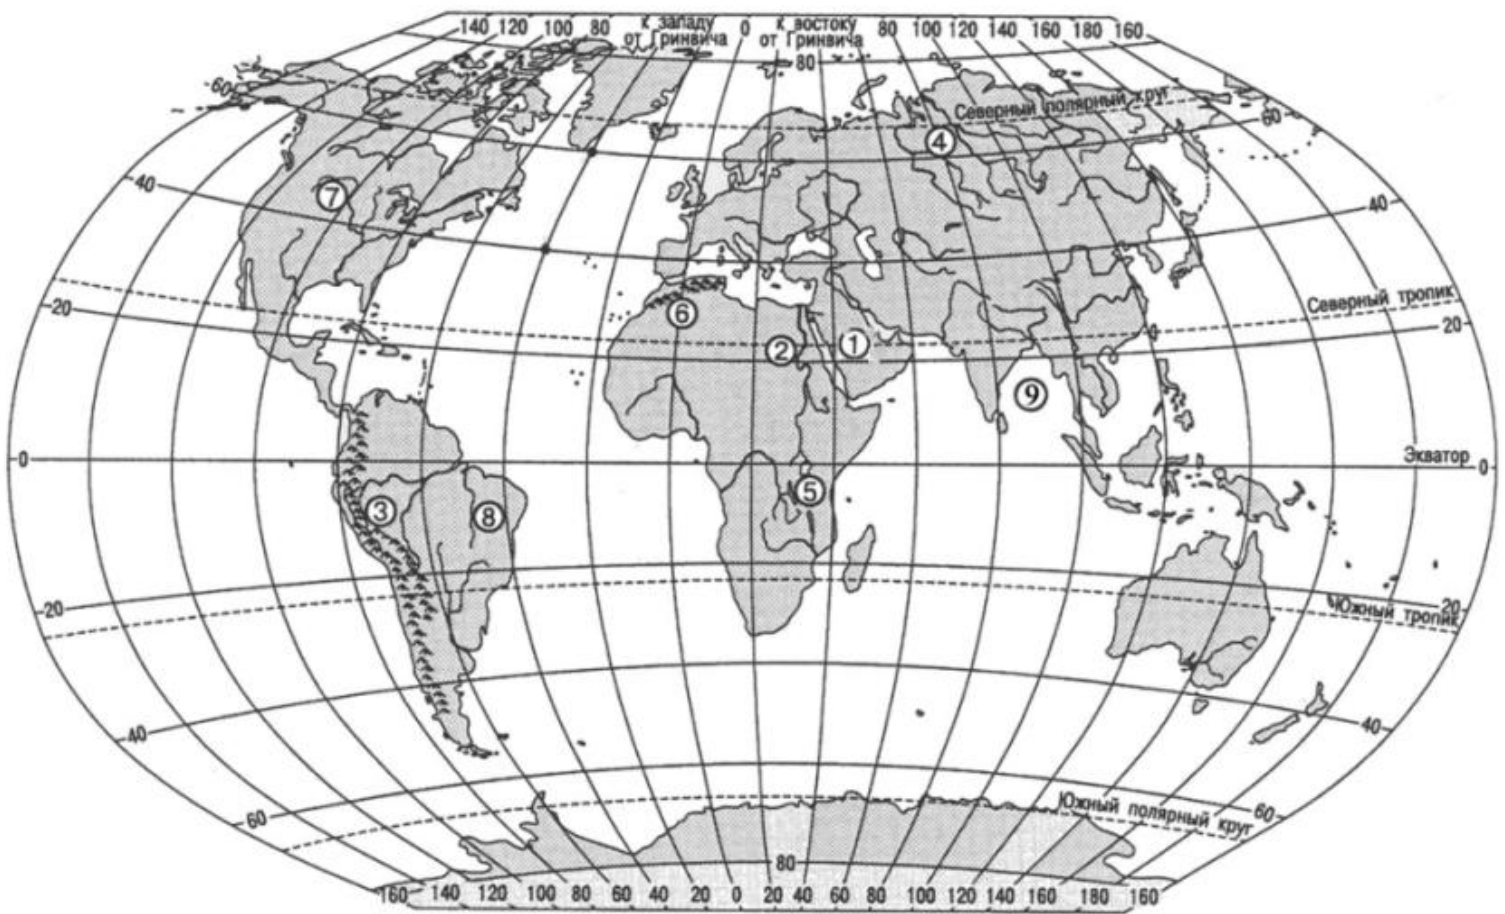 140 120 100 80 к западу от Гринвича 0 к востоку от Гринвича 80 100 120 140 160 180 160
80
60 Северный полярный круг 60
④
40 ⑦ 40
Северный тропик
20 ⑥ 20
② ①
⑨
0 Экватор 0
③ ⑧ ⑤
20 20
Южный тропик
40 40
60 Южный полярный круг 60
80
160 140 120 100 80 60 40 20 0 20 40 60 80 100 120 140 160 180 160